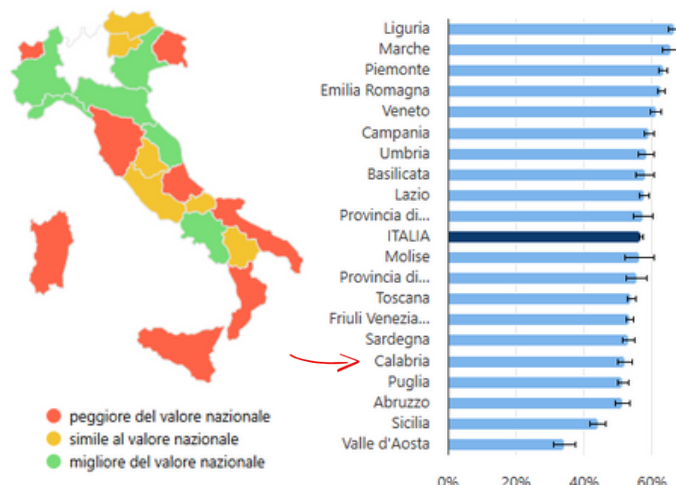 Liguria
Marche
Piemonte
Emilia Romagna
Veneto
Campania
Umbria
Basilicata
Lazio
Provincia di...
ITALIA
Molise
Provincia di...
Toscana
Friuli Venezia...
Sardegna
Calabria
Puglia
Abruzzo
Sicilia
Valle d'Aosta
0% 20% 40% 60%
peggiore del valore nazionale
simile al valore nazionale
migliore del valore nazionale